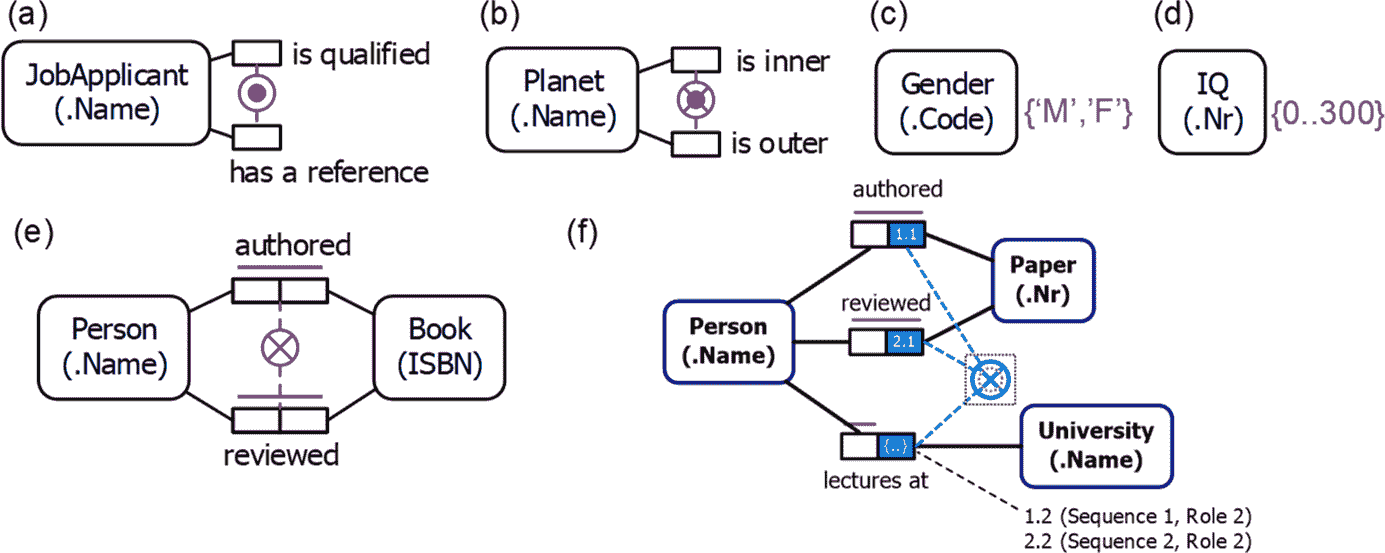 (a)
JobApplicant
(.Name)
is qualified
has a reference
(b)
Planet
(.Name)
is inner
is outer
(c)
Gender
(.Code)
{‘M’,’F’}
(d)
IQ
(.Nr)
{0..300}
(e)
authored
Person
(.Name)
Book
(ISBN)
reviewed
(f)
authored
1.1
Paper
(.Nr)
reviewed
2.1
Person
(.Name)
{..}
lectures at
University
(.Name)
1.2 (Sequence 1, Role 2)
2.2 (Sequence 2, Role 2)